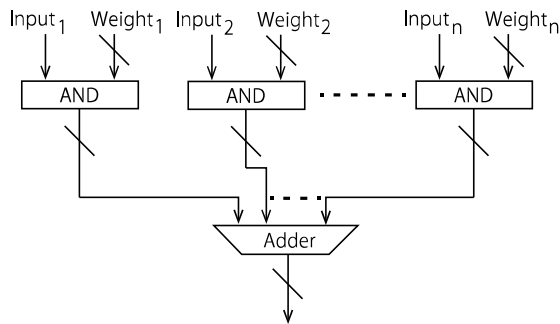 Input₁ Weight₁ Input₂ Weight₂ Inputₙ Weightₙ
AND AND AND
Adder